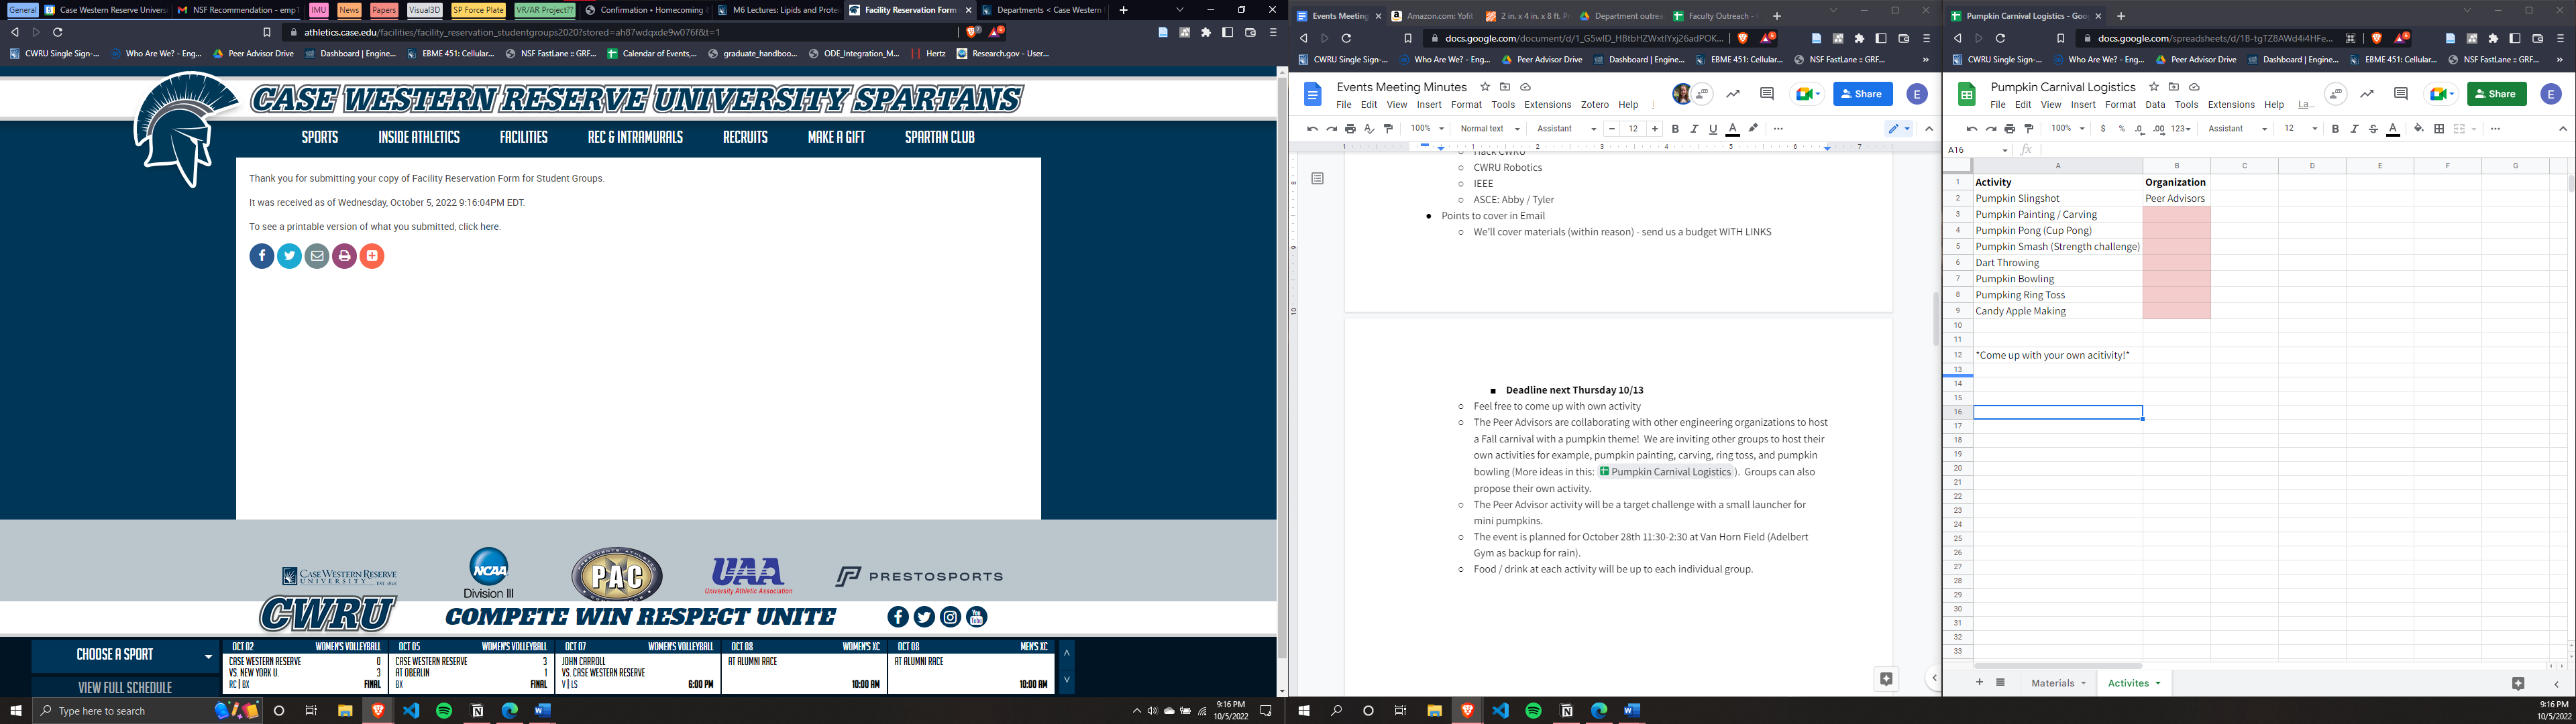 General
Case Western Reserve Univers
NSF Recommendation - emp1
IMU
News
Papers
Visual3D
SP Force Plate
VR/AR Project??
Confirmation • Homecoming &
M6 Lectures: Lipids and Prote
Facility Reservation Form
Departments < Case Western
athletics.case.edu/facilities/facility_reservation_studentgroups2020?stored=ah87wdqxde9w076f&t=1
CWRU Single Sign-...
Who Are We? - Eng...
Peer Advisor Drive
Dashboard | Engine...
EBME 451: Cellular...
NSF FastLane :: GRF...
Calendar of Events,...
graduate_handboo...
ODE_Integration_M...
Hertz
Research.gov - User...
CASE WESTERN RESERVE UNIVERSITY SPARTANS
SPORTS
INSIDE ATHLETICS
FACILITIES
REC & INTRAMURALS
RECRUITS
MAKE A GIFT
SPARTAN CLUB
Thank you for submitting your copy of Facility Reservation Form for Student Groups.
It was received as of Wednesday, October 5, 2022 9:16:04PM EDT.
To see a printable version of what you submitted, click here.
CASE WESTERN RESERVE
UNIVERSITY EST. 1826
NCAA
Division III
PAC
UAA
University Athletic Association
PRESTOSPORTS
CWRU
COMPETE WIN RESPECT UNITE
CHOOSE A SPORT
VIEW FULL SCHEDULE
OCT 02 WOMEN'S VOLLEYBALL
CASE WESTERN RESERVE 0
VS. NEW YORK U. 3
RC | BX FINAL
OCT 05 WOMEN'S VOLLEYBALL
CASE WESTERN RESERVE 3
AT OBERLIN 1
BX FINAL
OCT 07 WOMEN'S VOLLEYBALL
JOHN CARROLL
VS. CASE WESTERN RESERVE
V | LS 6:00 PM
OCT 08 WOMEN'S XC
AT ALUMNI RACE
10:00 AM
OCT 08 MEN'S XC
AT ALUMNI RACE
10:00 AM
Type here to search
9:16 PM
10/5/2022
Events Meeting
Amazon.com: Yofit
2 in. x 4 in. x 8 ft. Pr
Department outrea
Faculty Outreach -
CWRU Single Sign-...
Who Are We? - Eng...
Peer Advisor Drive
Dashboard | Engine...
EBME 451: Cellular...
NSF FastLane :: GRF...
Events Meeting Minutes
File Edit View Insert Format Tools Extensions Zotero Help
Share
E
100%
Normal text
Assistant
12
Hack CWRU
CWRU Robotics
IEEE
ASCE: Abby / Tyler
Points to cover in Email
We'll cover materials (within reason) - send us a budget WITH LINKS
Deadline next Thursday 10/13
Feel free to come up with own activity
The Peer Advisors are collaborating with other engineering organizations to host
a Fall carnival with a pumpkin theme! We are inviting other groups to host their
own activities for example, pumpkin painting, carving, ring toss, and pumpkin
bowling (More ideas in this: Pumpkin Carnival Logistics ). Groups can also
propose their own activity.
The Peer Advisor activity will be a target challenge with a small launcher for
mini pumpkins.
The event is planned for October 28th 11:30-2:30 at Van Horn Field (Adelbert
Gym as backup for rain).
Food / drink at each activity will be up to each individual group.
Pumpkin Carnival Logistics - Goo
CWRU Single Sign-...
Who Are We? - Eng...
Peer Advisor Drive
Dashboard | Engine...
EBME 451: Cellular...
NSF FastLane :: GRF...
Pumpkin Carnival Logistics
File Edit View Insert Format Data Tools Extensions Help La...
Share
E
100%
$ % .0 .00 123
Assistant
12
A16
A B C D E F G
1 Activity Organization
2 Pumpkin Slingshot Peer Advisors
3 Pumpkin Painting / Carving
4 Pumpkin Pong (Cup Pong)
5 Pumpkin Smash (Strength challenge)
6 Dart Throwing
7 Pumpkin Bowling
8 Pumpking Ring Toss
9 Candy Apple Making
10
11
12 *Come up with your own acitivity!*
13
14
15
16
17
18
19
20
21
22
23
24
25
26
27
28
29
30
31
32
33
Materials
Activites
9:16 PM
10/5/2022